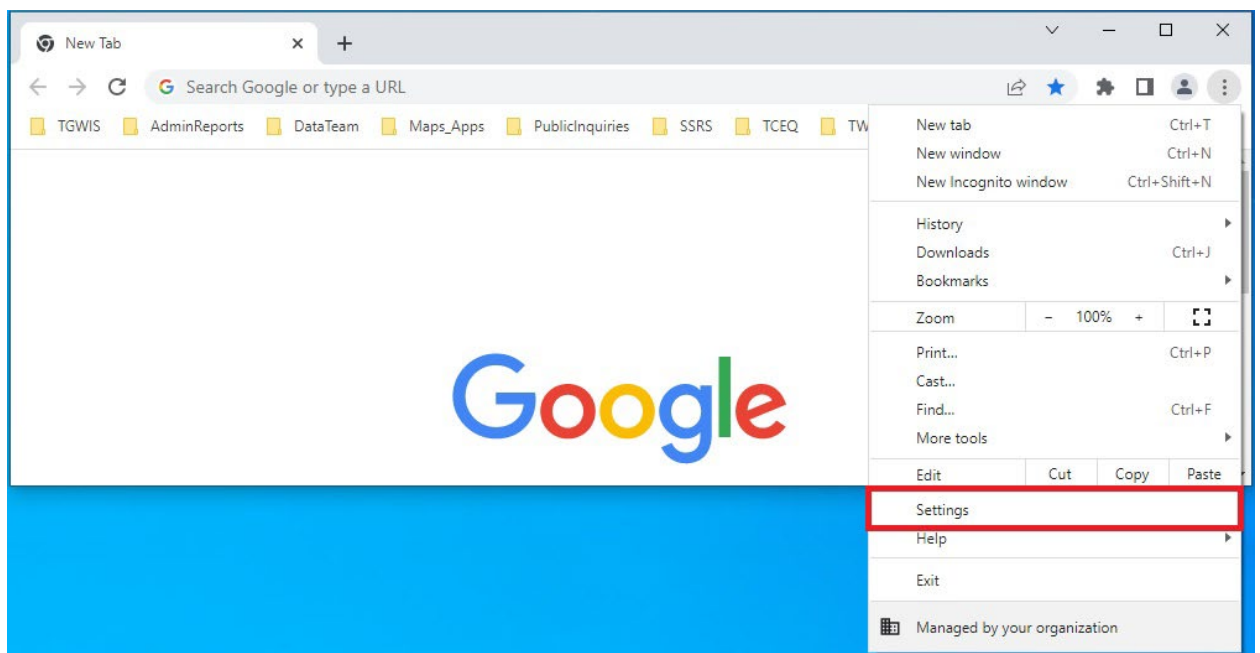 New Tab
Search Google or type a URL
TGWIS AdminReports DataTeam Maps_Apps PublicInquiries SSRS TCEQ TW
Google
New tab Ctrl+T
New window Ctrl+N
New Incognito window Ctrl+Shift+N
History
Downloads Ctrl+J
Bookmarks
Zoom - 100% +
Print... Ctrl+P
Cast...
Find... Ctrl+F
More tools
Edit Cut Copy Paste
Settings
Help
Exit
Managed by your organization